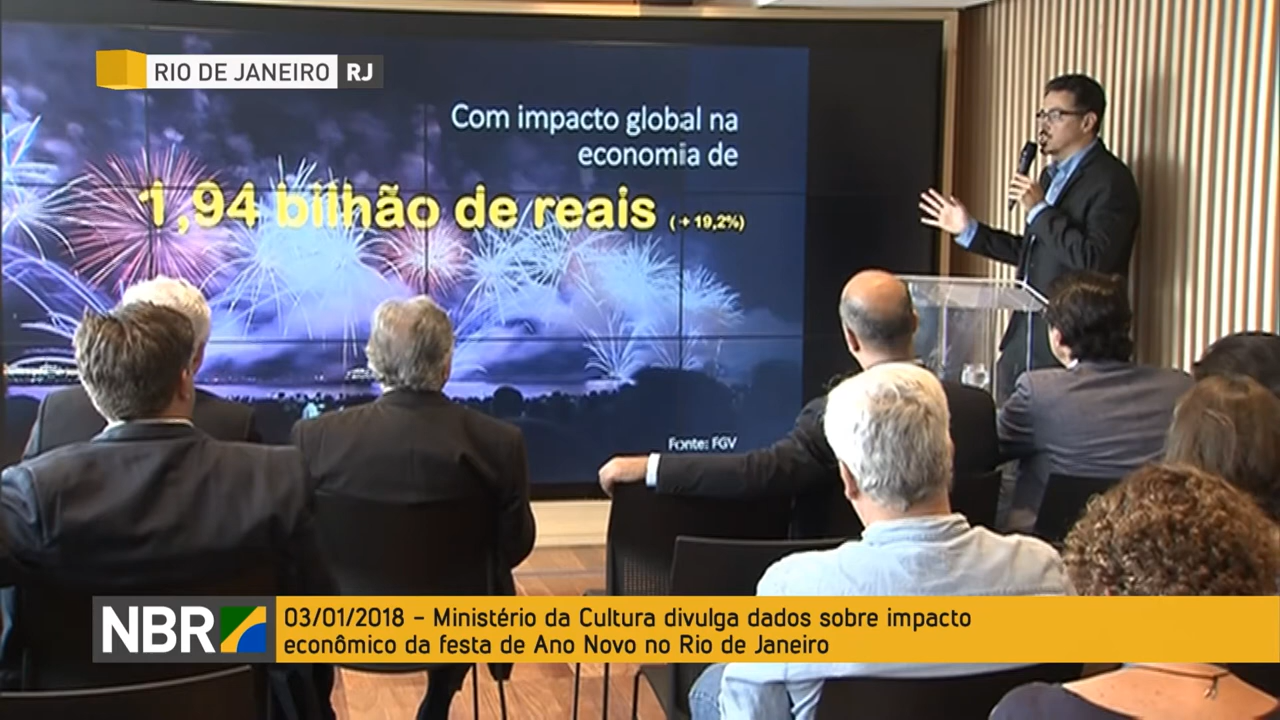 RIO DE JANEIRO RJ
Com impacto global na
economia de
1,94 bilhão de reais (+19,2%)
Fonte: FGV
NBR
03/01/2018 – Ministério da Cultura divulga dados sobre impacto
econômico da festa de Ano Novo no Rio de Janeiro